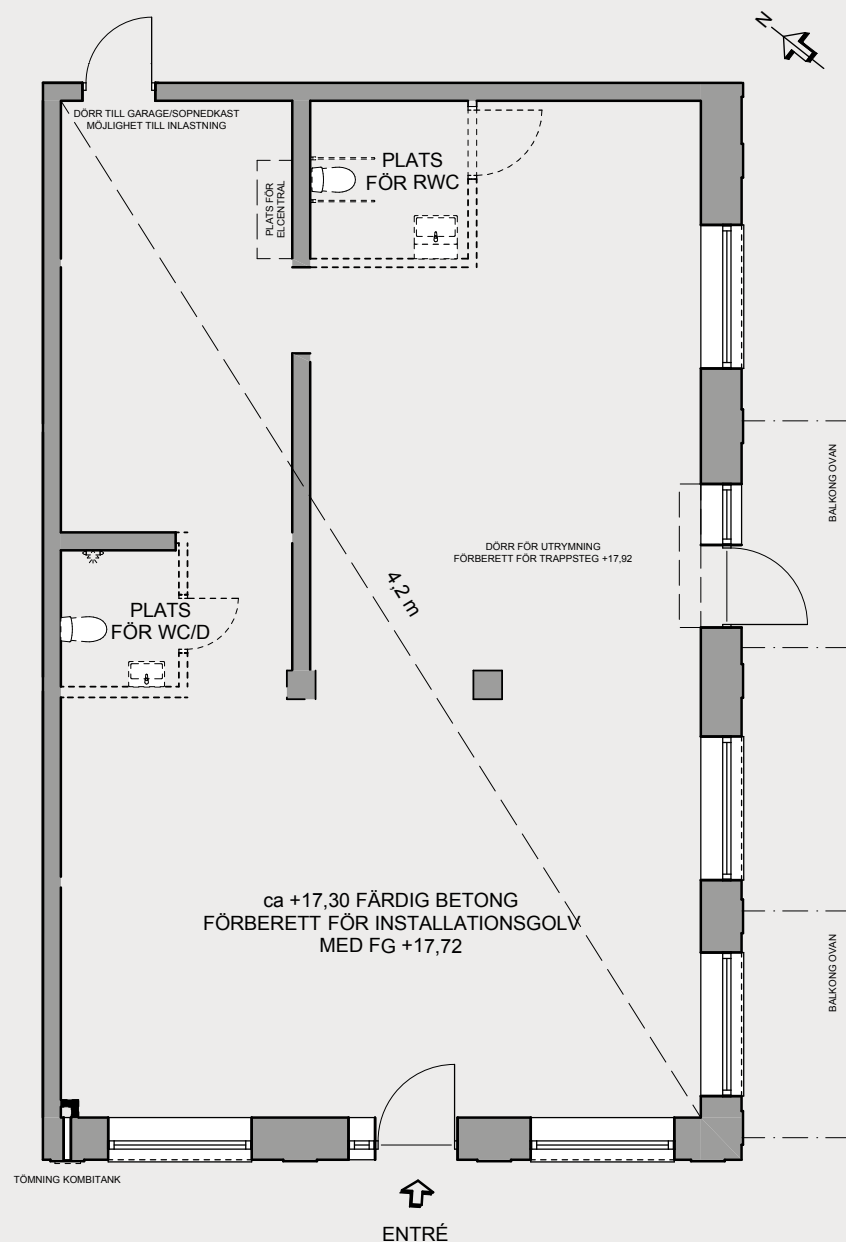 N
DÖRR TILL GARAGE/SOPNEDKAST
MÖJLIGHET TILL INLASTNING
PLATS FÖR
ELCENTRAL
PLATS
FÖR RWC
BALKONG OVAN
DÖRR FÖR UTRYMNING
FÖRBERETT FÖR TRAPPSTEG +17,92
4,2 m
PLATS
FÖR WC/D
ca +17,30 FÄRDIG BETONG
FÖRBERETT FÖR INSTALLATIONSGOLV
MED FG +17,72
BALKONG OVAN
TÖMNING KOMBITANK
ENTRÉ